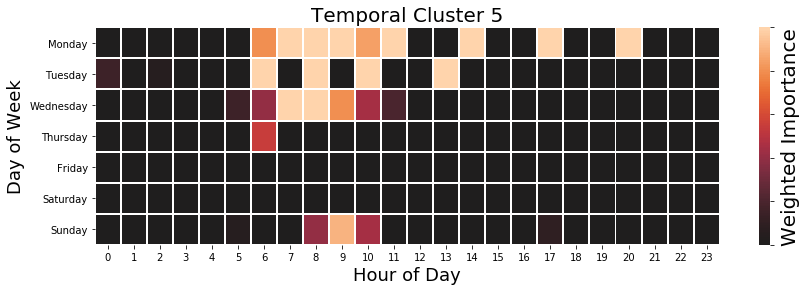 Temporal Cluster 5
Day of Week
Monday
Tuesday
Wednesday
Thursday
Friday
Saturday
Sunday
0 1 2 3 4 5 6 7 8 9 10 11 12 13 14 15 16 17 18 19 20 21 22 23
Hour of Day
Weighted Importance